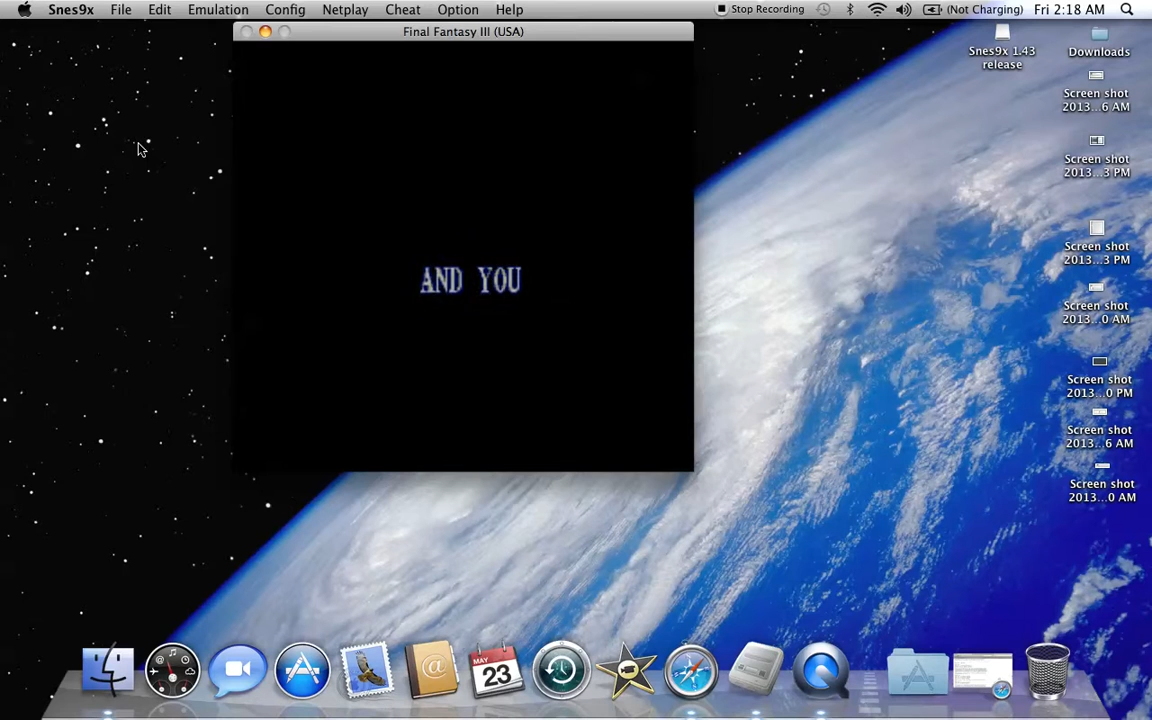 Snes9x File Edit Emulation Config Netplay Cheat Option Help Stop Recording (Not Charging) Fri 2:18 AM
Final Fantasy III (USA)
AND YOU
Snes9x 1.43
release
Downloads
Screen shot
2013...6 AM
Screen shot
2013...3 PM
Screen shot
2013...3 PM
Screen shot
2013...0 AM
Screen shot
2013...0 PM
Screen shot
2013...6 AM
Screen shot
2013...0 AM
MAY
23